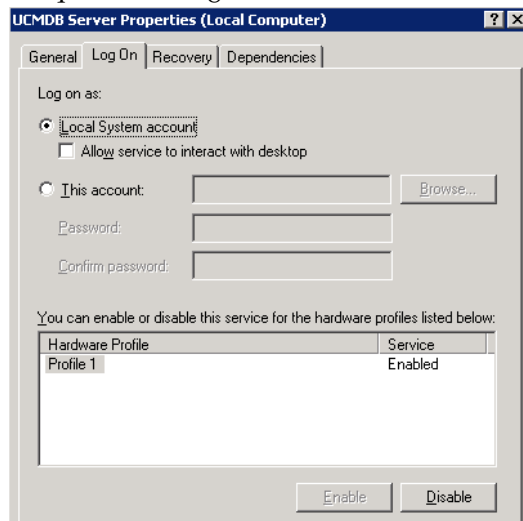 UCMDB Server Properties (Local Computer)
General Log On Recovery Dependencies
Log on as:
Local System account
Allow service to interact with desktop
This account: Browse...
Password:
Confirm password:
You can enable or disable this service for the hardware profiles listed below:
Hardware Profile Service
Profile 1 Enabled
Enable Disable